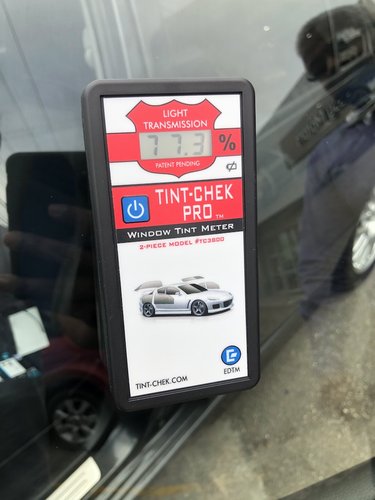 LIGHT
TRANSMISSION
77.3 %
PATENT PENDING
TINT-CHEK
PRO™
WINDOW TINT METER
2-PIECE MODEL #TC3800
EDTM
TINT-CHEK.COM